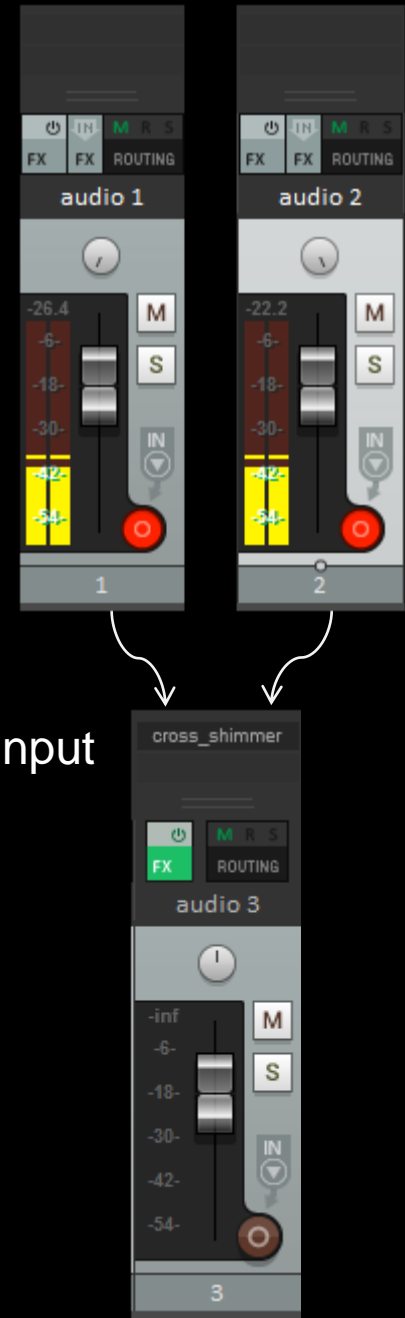 IN M R S
FX FX ROUTING
audio 1
-26.4
-6-
-18-
-30-
-42-
-54-
M
S
IN
1
IN M R S
FX FX ROUTING
audio 2
-22.2
-6-
-18-
-30-
-42-
-54-
M
S
IN
2
nput
cross_shimmer
M R S
FX ROUTING
audio 3
-inf
-6-
-18-
-30-
-42-
-54-
M
S
IN
3